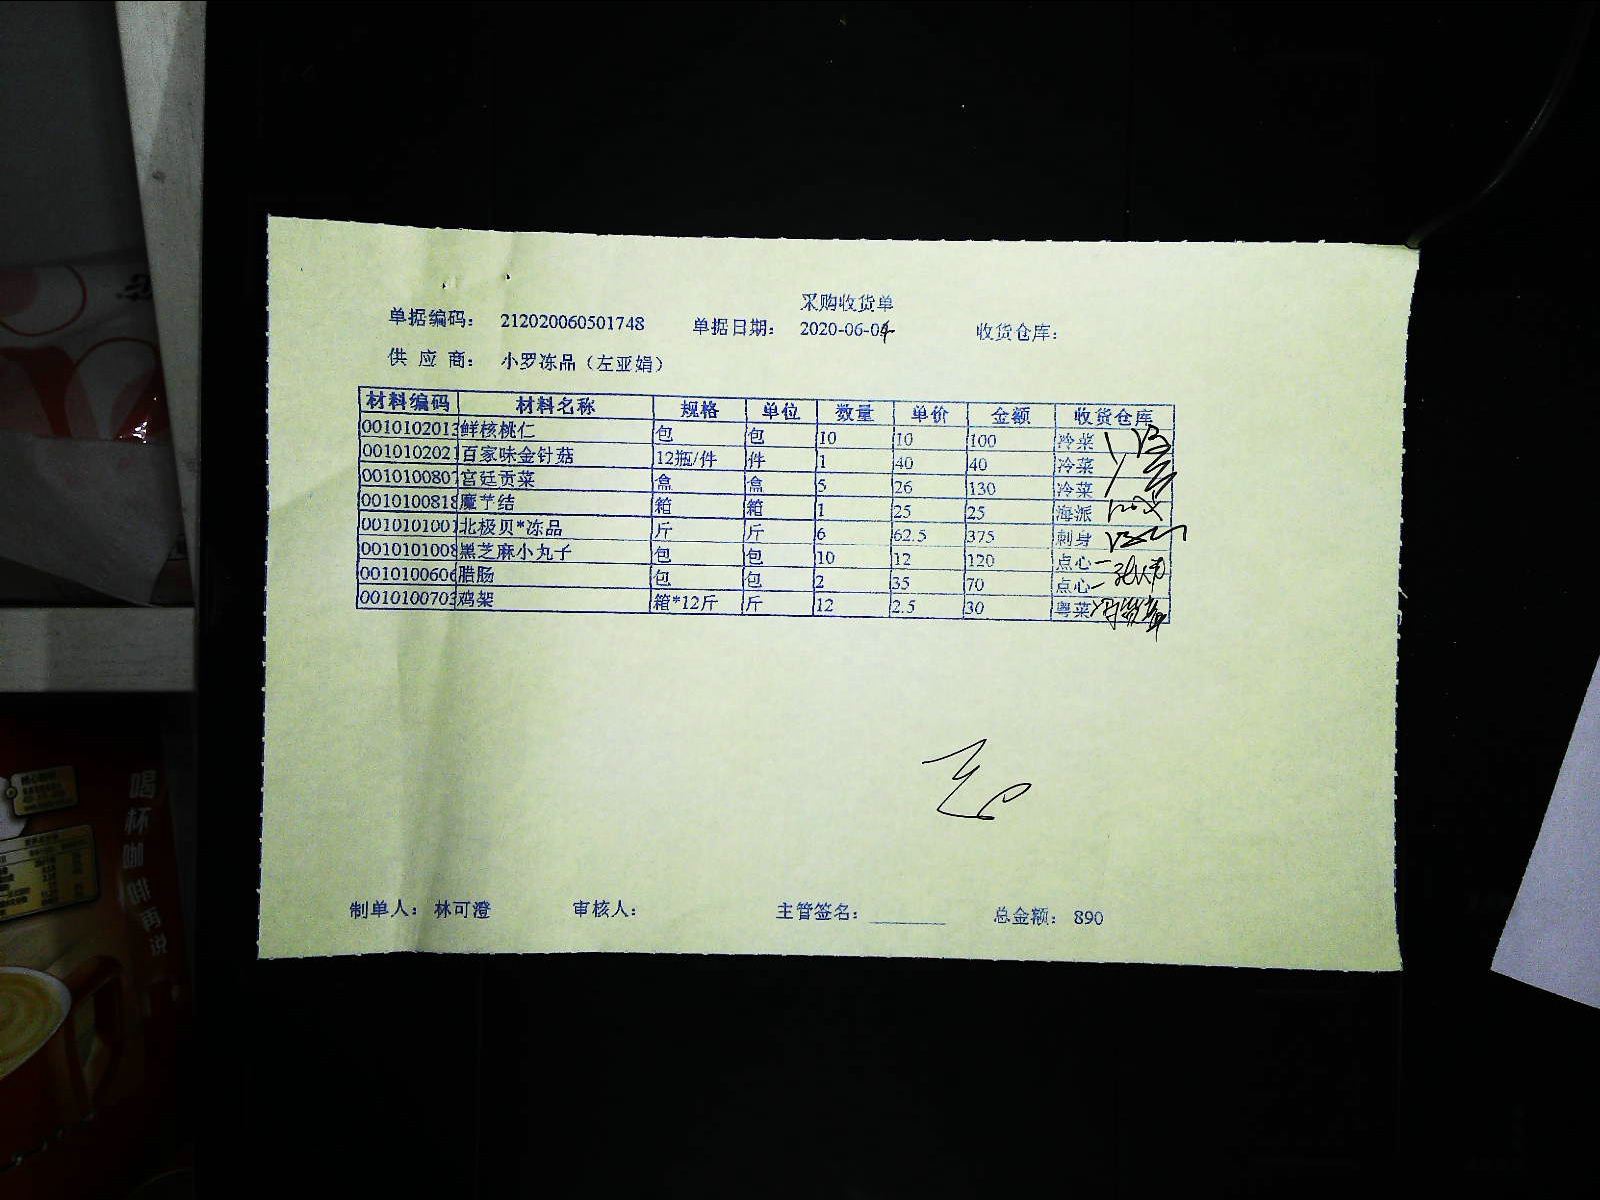 采购收货单
单据编码： 212020060501748 单据日期： 2020-06-04 收货仓库：
供 应 商： 小罗冻品（左亚娟）
材料编码 材料名称 规格 单位 数量 单价 金额 收货仓库
0010102013 鲜核桃仁 包 包 10 10 100 冷菜
0010102021 百家味金针菇 12瓶/件 件 1 40 40 冷菜
0010100807 宫廷贡菜 盒 盒 5 26 130 冷菜
0010100818 魔芋结 箱 箱 1 25 25 海派
0010101001 北极贝*冻品 斤 斤 6 62.5 375 刺身
0010101008 黑芝麻小丸子 包 包 10 12 120 点心
0010100606 腊肠 包 包 2 35 70 点心
0010100703 鸡架 箱*12斤 斤 12 2.5 30 粤菜
制单人： 林可澄 审核人： 主管签名： 总金额： 890
喝杯咖啡再说